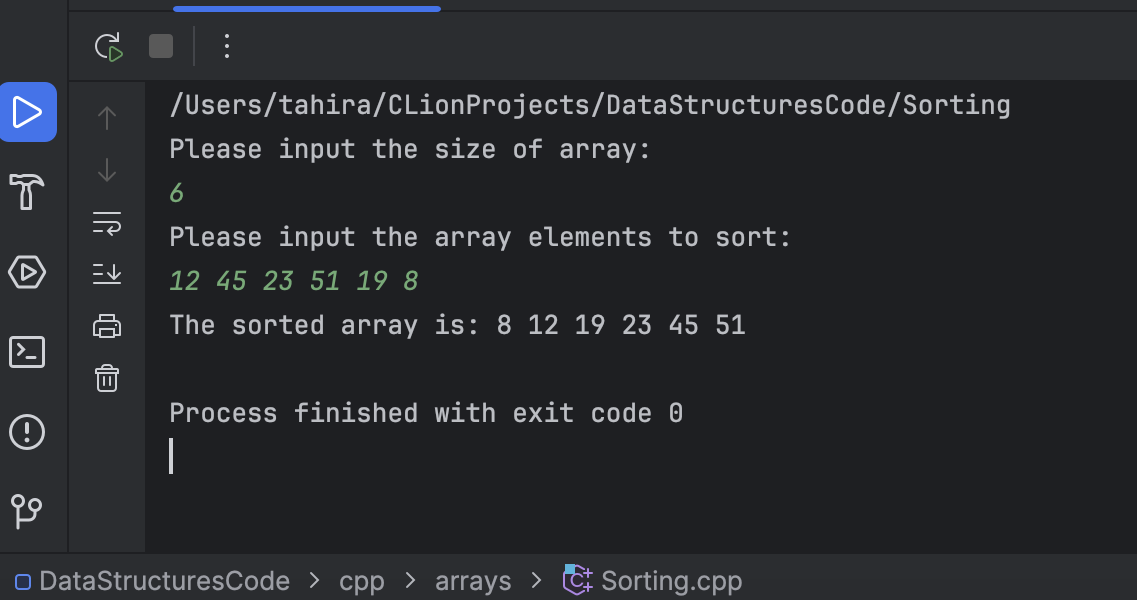 /Users/tahira/CLionProjects/DataStructuresCode/Sorting
Please input the size of array:
6
Please input the array elements to sort:
12 45 23 51 19 8
The sorted array is: 8 12 19 23 45 51
Process finished with exit code 0
DataStructuresCode > cpp > arrays > Sorting.cpp